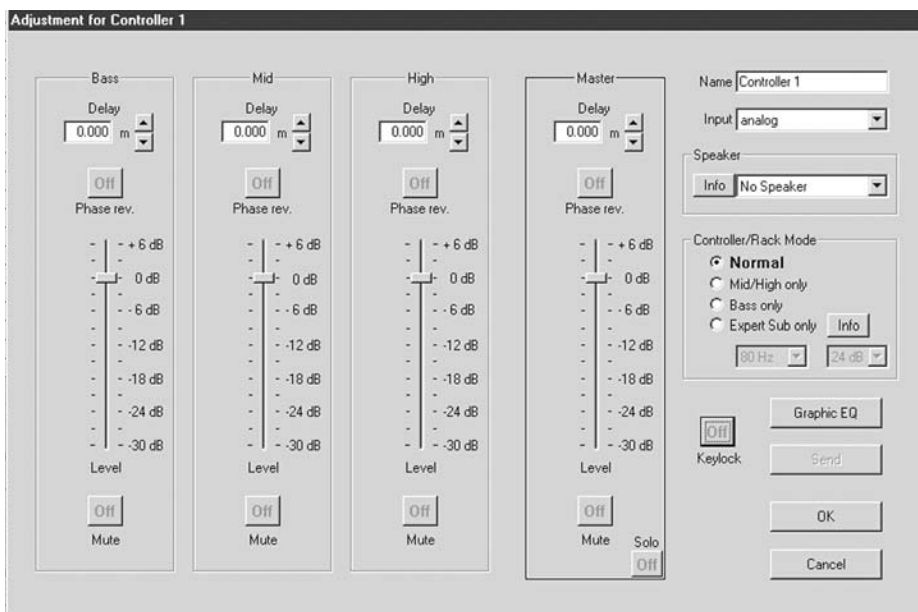 Adjustment for Controller 1
Bass
Delay
0.000 m
Off
Phase rev.
+ 6 dB
0 dB
- 6 dB
-12 dB
-18 dB
-24 dB
-30 dB
Level
Off
Mute
Mid
Delay
0.000 m
Off
Phase rev.
+ 6 dB
0 dB
- 6 dB
-12 dB
-18 dB
-24 dB
-30 dB
Level
Off
Mute
High
Delay
0.000 m
Off
Phase rev.
+ 6 dB
0 dB
- 6 dB
-12 dB
-18 dB
-24 dB
-30 dB
Level
Off
Mute
Master
Delay
0.000 m
Off
Phase rev.
+ 6 dB
0 dB
- 6 dB
-12 dB
-18 dB
-24 dB
-30 dB
Level
Off
Mute
Solo
Off
Name Controller 1
Input analog
Speaker
Info No Speaker
Controller/Rack Mode
Normal
Mid/High only
Bass only
Expert Sub only Info
80 Hz 24 dB
Off
Keylock
Graphic EQ
Send
OK
Cancel